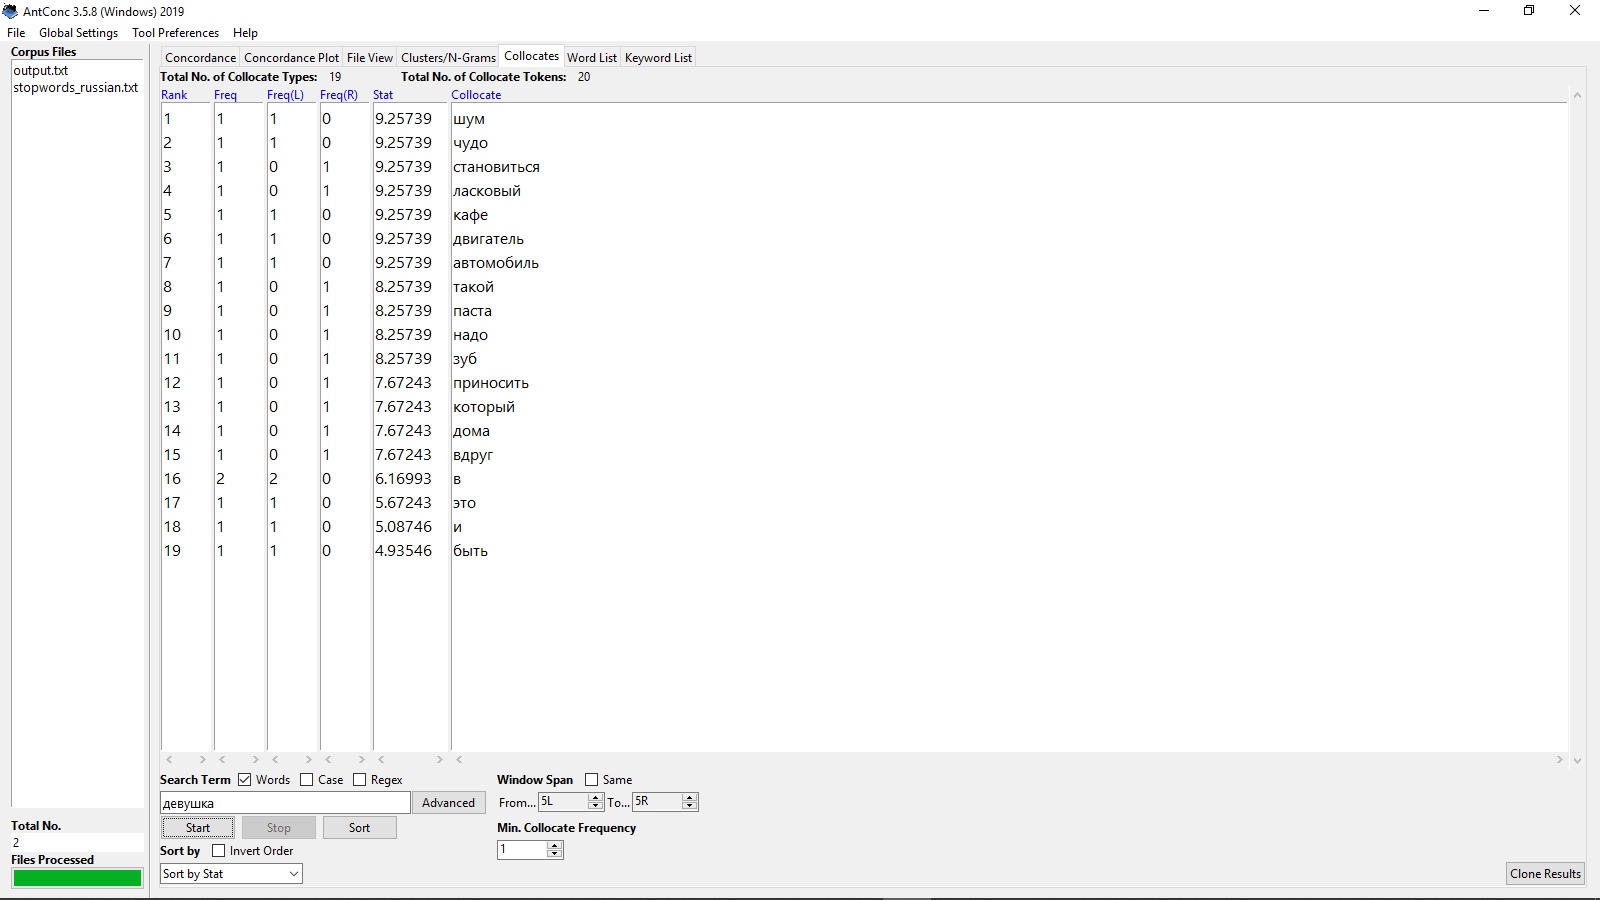 AntConc 3.5.8 (Windows) 2019
File Global Settings Tool Preferences Help
Corpus Files
output.txt
stopwords_russian.txt
Concordance Concordance Plot File View Clusters/N-Grams Collocates Word List Keyword List
Total No. of Collocate Types: 19 Total No. of Collocate Tokens: 20
Rank Freq Freq(L) Freq(R) Stat Collocate
1 1 1 0 9.25739 шум
2 1 1 0 9.25739 чудо
3 1 0 1 9.25739 становиться
4 1 0 1 9.25739 ласковый
5 1 1 0 9.25739 кафе
6 1 1 0 9.25739 двигатель
7 1 1 0 9.25739 автомобиль
8 1 0 1 8.25739 такой
9 1 0 1 8.25739 паста
10 1 0 1 8.25739 надо
11 1 0 1 8.25739 зуб
12 1 0 1 7.67243 приносить
13 1 0 1 7.67243 который
14 1 0 1 7.67243 дома
15 1 0 1 7.67243 вдруг
16 2 2 0 6.16993 в
17 1 1 0 5.67243 это
18 1 1 0 5.08746 и
19 1 1 0 4.93546 быть
Search Term Words Case Regex
девушка Advanced
Start Stop Sort
Sort by Invert Order
Sort by Stat
Window Span Same
From... 5L To... 5R
Min. Collocate Frequency
1
Total No.
2
Files Processed
Clone Results